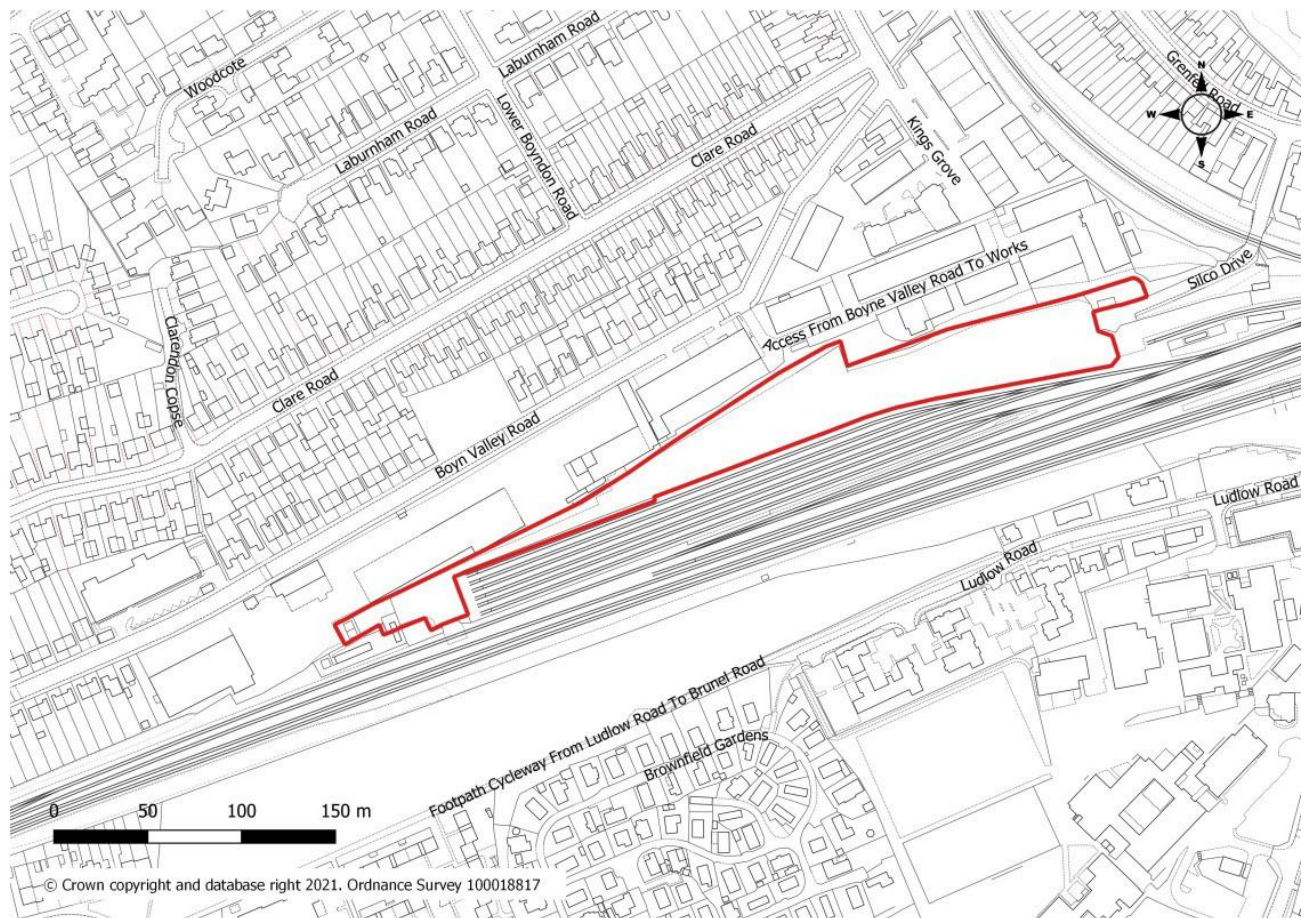 Woodcote
Laburnham Road
Laburnham Road
Lower Boyndon Road
Clare Road
Kings Grove
Grenfell Road
N
W
E
S
Clarendon Copse
Clare Road
Boyn Valley Road
Access From Boyne Valley Road To Works
Silco Drive
Ludlow Road
Ludlow Road
Footpath Cycleway From Ludlow Road To Brunel Road
Brownfield Gardens
0 50 100 150 m
© Crown copyright and database right 2021. Ordnance Survey 100018817